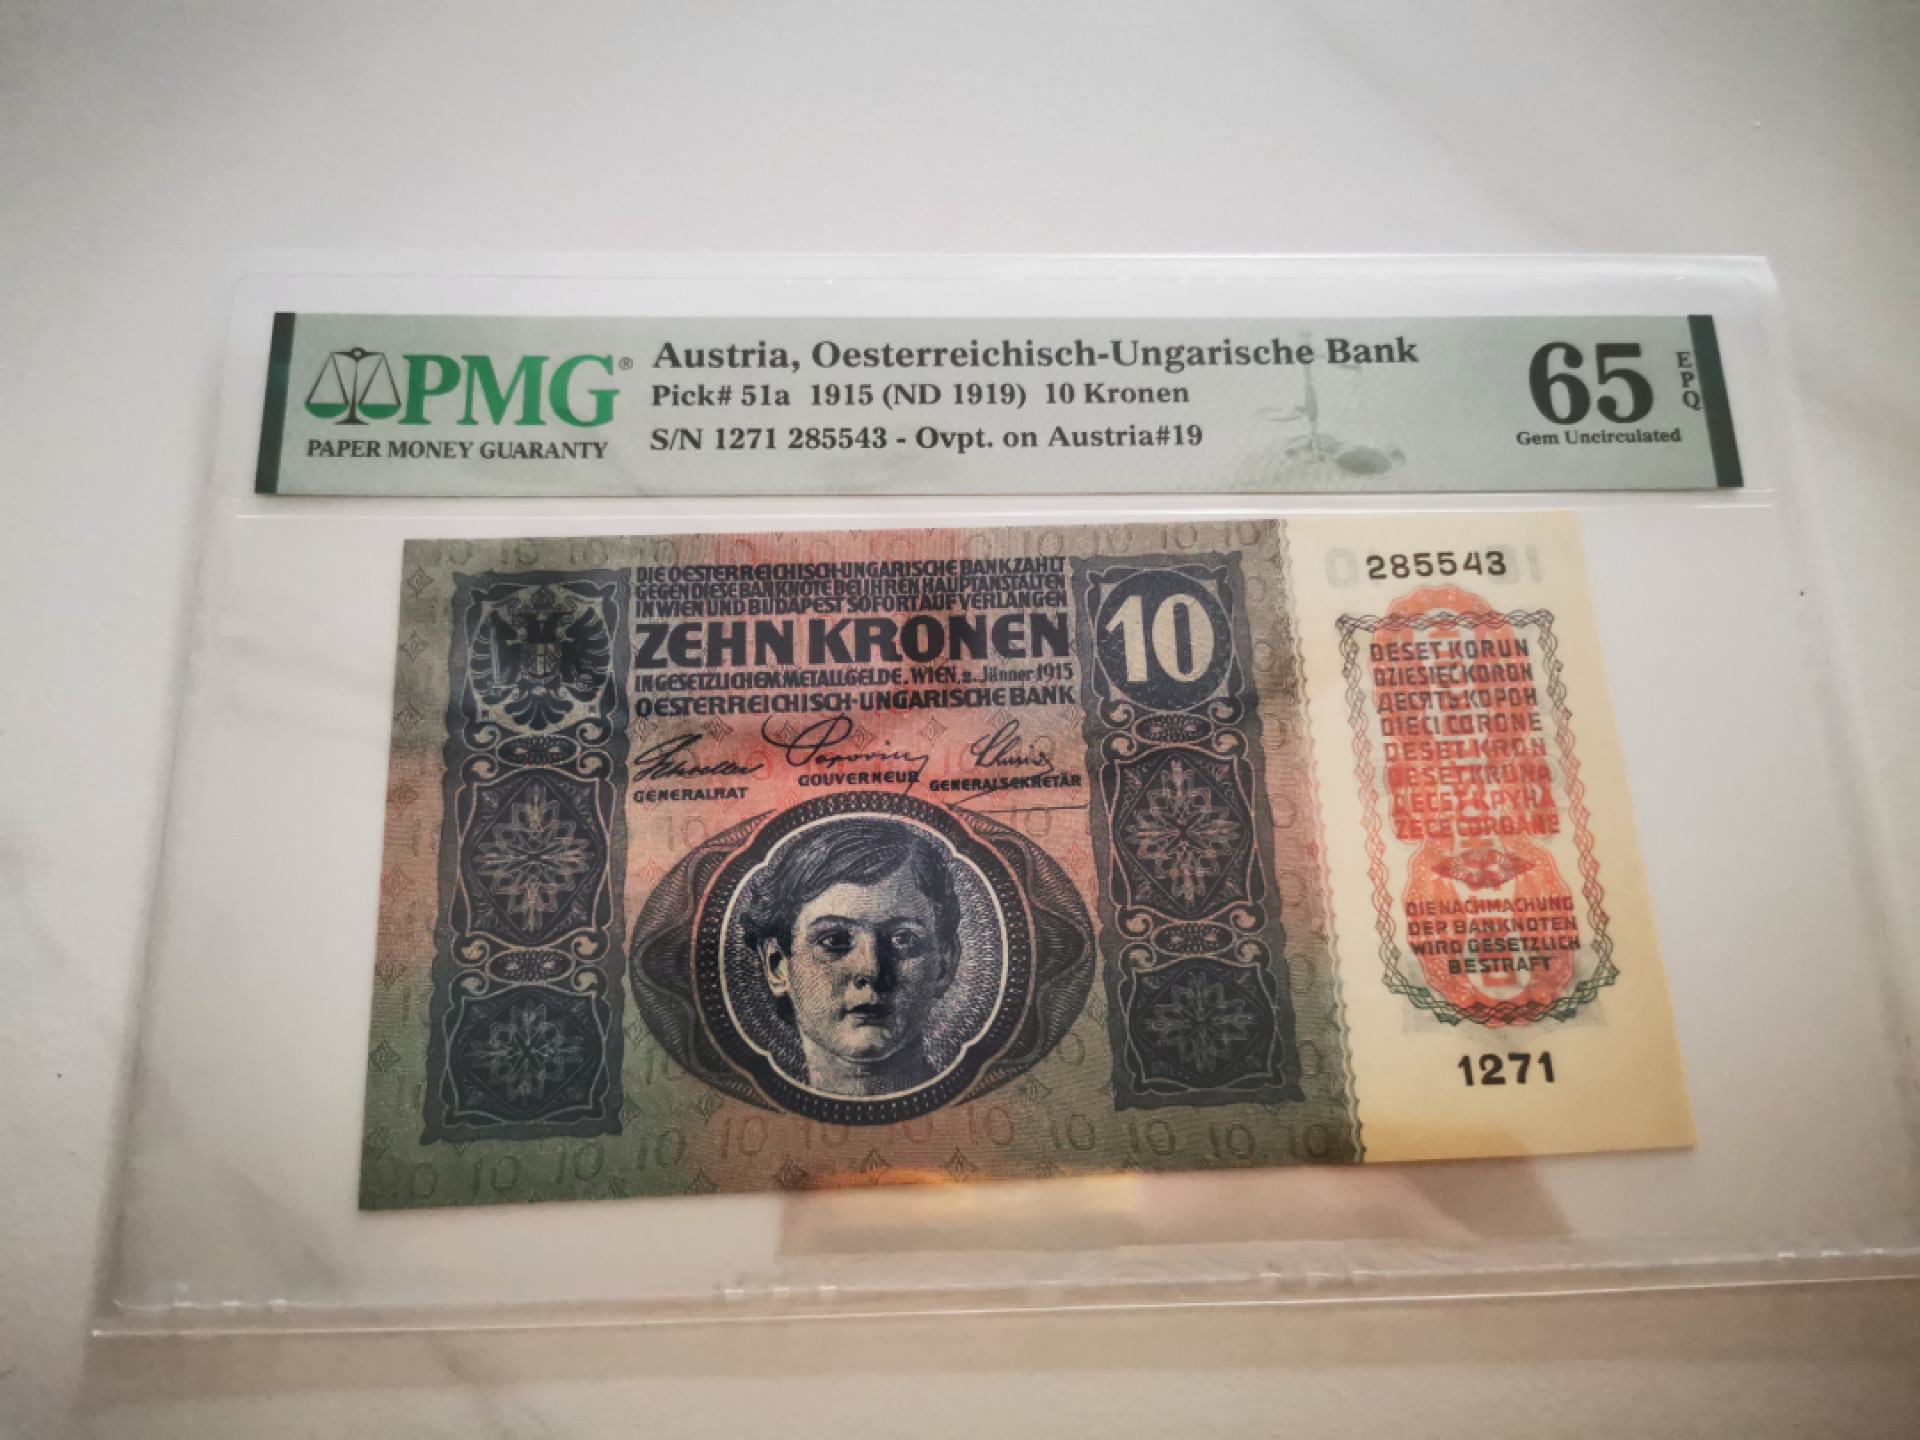 PMG®
PAPER MONEY GUARANTY
Austria, Oesterreichisch-Ungarische Bank
Pick# 51a 1915 (ND 1919) 10 Kronen
S/N 1271 285543 - Ovpt. on Austria#19
65
EPQ
Gem Uncirculated
DIE OESTERREICHISCH-UNGARISCHE BANK ZAHLT
GEGEN DIESE BANKNOTE BEI IHREN HAUPTANSTALTEN
IN WIEN UND BUDAPEST SOFORT AUF VERLANGEN
ZEHN KRONEN
IN GESETZLICHEM METALLGELDE. WIEN, 2. Jänner 1915
OESTERREICHISCH-UNGARISCHE BANK
GENERALRAT
GOUVERNEUR
GENERALSEKRETÄR
10
285543
DESET KORUN
DZIESIĘĆ KORON
ДЕСЯТЬ КОРОН
DIECI CORONE
DESET KRON
DESET KRUNA
ДЕСЕТ КРУНА
ZECE COROANE
DIE NACHMACHUNG
DER BANKNOTEN
WIRD GESETZLICH
BESTRAFT
1271